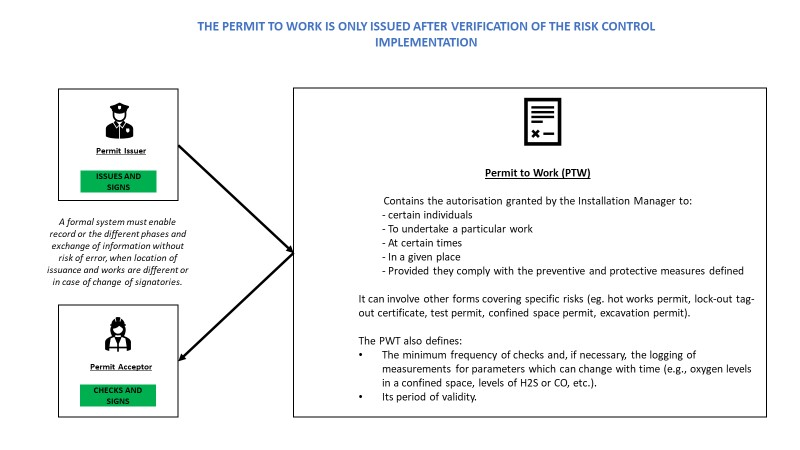 THE PERMIT TO WORK IS ONLY ISSUED AFTER VERIFICATION OF THE RISK CONTROL
IMPLEMENTATION
Permit Issuer
ISSUES AND
SIGNS
A formal system must enable
record or the different phases and
exchange of information without
risk of error, when location of
issuance and works are different or
in case of change of signatories.
Permit Acceptor
CHECKS AND
SIGNS
Permit to Work (PTW)
Contains the autorisation granted by the Installation Manager to:
- certain individuals
- To undertake a particular work
- At certain times
- In a given place
- Provided they comply with the preventive and protective measures defined
It can involve other forms covering specific risks (eg. hot works permit, lock-out tag-
out certificate, test permit, confined space permit, excavation permit).
The PWT also defines:
• The minimum frequency of checks and, if necessary, the logging of
measurements for parameters which can change with time (e.g., oxygen levels
in a confined space, levels of H2S or CO, etc.).
• Its period of validity.